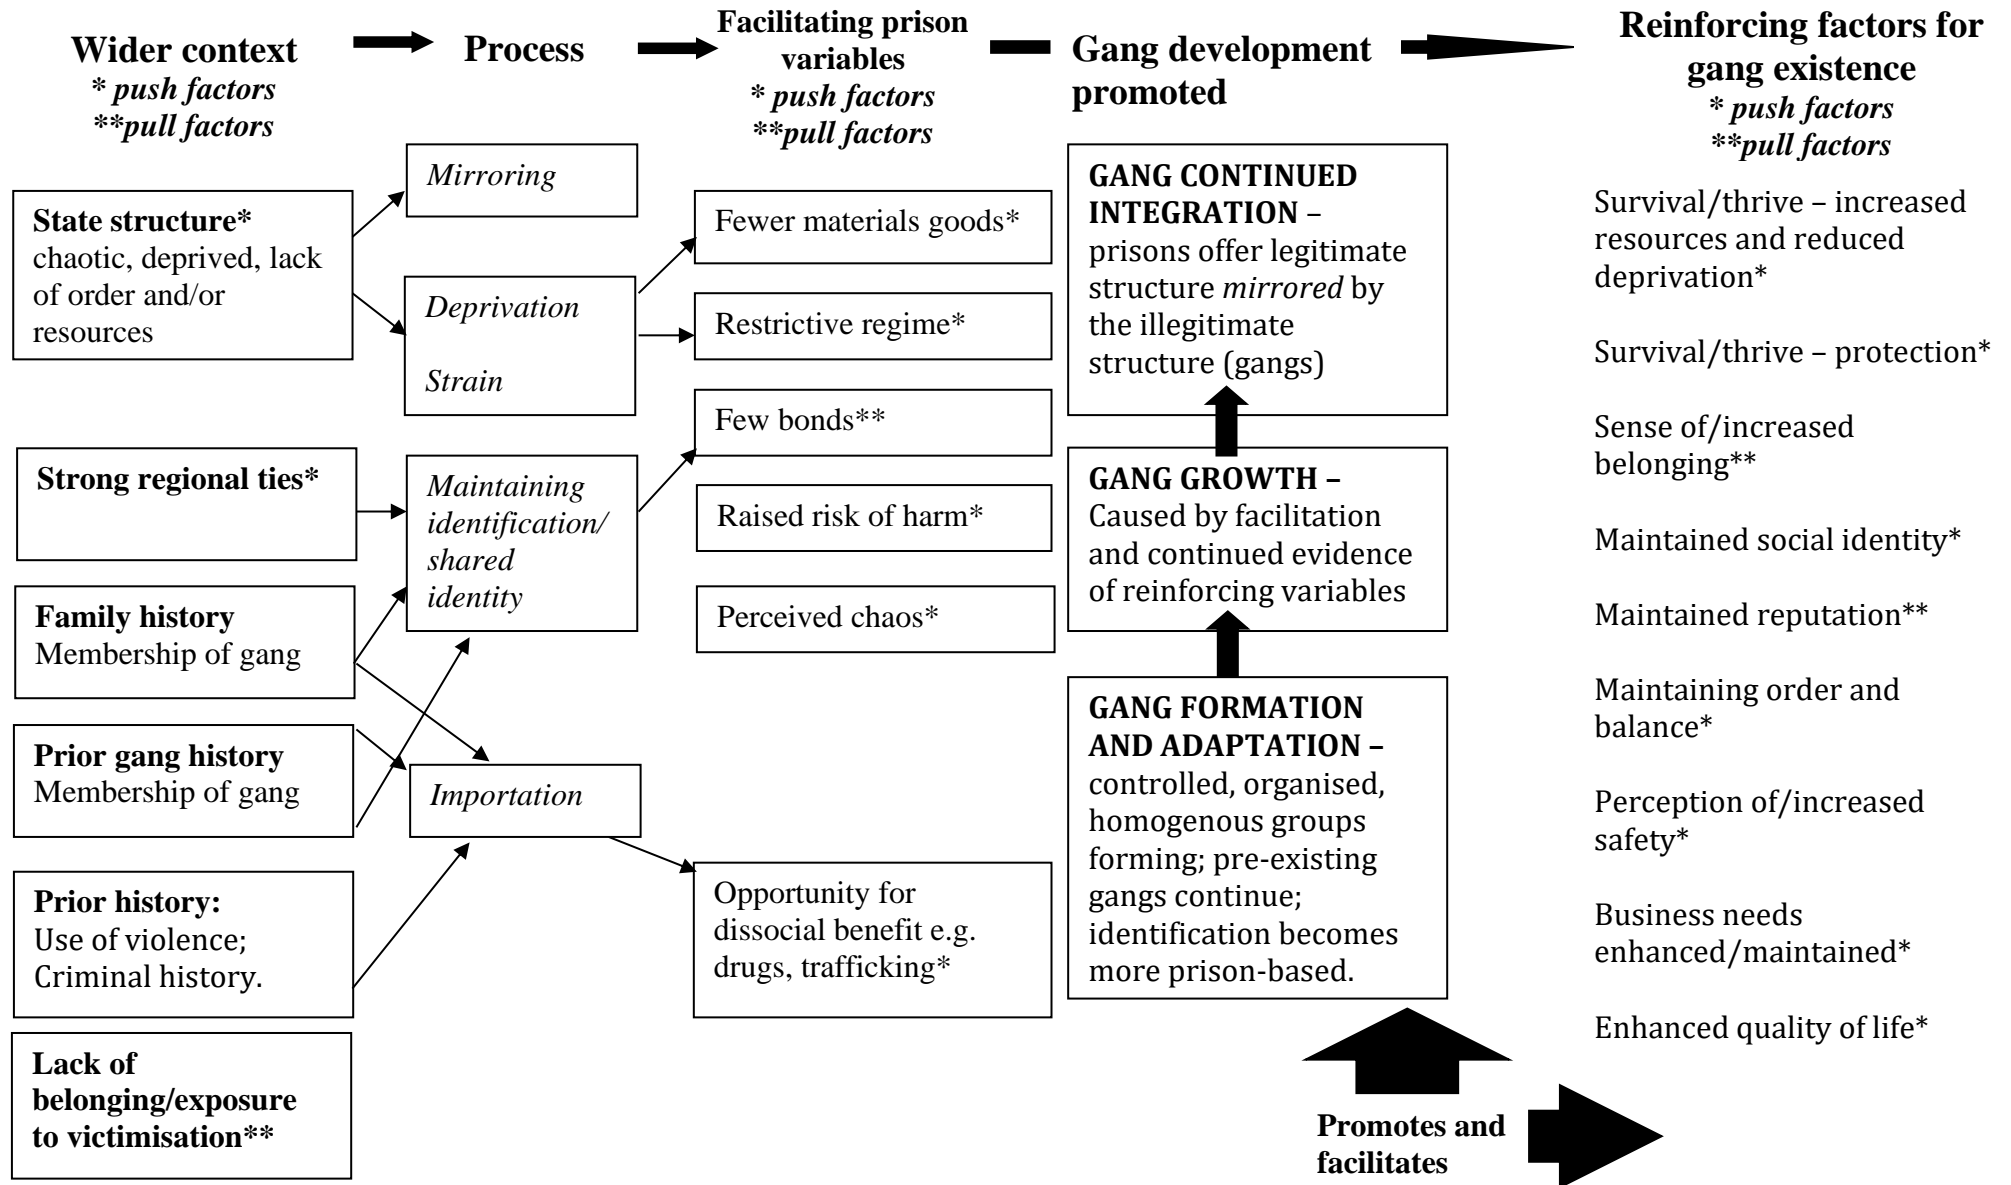 Wider context
* push factors
**pull factors
Process
Facilitating prison
variables
* push factors
**pull factors
Gang development
promoted
Reinforcing factors for
gang existence
* push factors
**pull factors
State structure*
chaotic, deprived, lack
of order and/or
resources
Strong regional ties*
Family history
Membership of gang
Prior gang history
Membership of gang
Prior history:
Use of violence;
Criminal history.
Lack of
belonging/exposure
to victimisation**
Mirroring
Deprivation
Strain
Maintaining
identification/
shared
identity
Importation
Fewer materials goods*
Restrictive regime*
Few bonds**
Raised risk of harm*
Perceived chaos*
Opportunity for
dissocial benefit e.g.
drugs, trafficking*
GANG CONTINUED
INTEGRATION –
prisons offer legitimate
structure mirrored by
the illegitimate
structure (gangs)
GANG GROWTH –
Caused by facilitation
and continued evidence
of reinforcing variables
GANG FORMATION
AND ADAPTATION –
controlled, organised,
homogenous groups
forming; pre-existing
gangs continue;
identification becomes
more prison-based.
Promotes and
facilitates
Survival/thrive – increased
resources and reduced
deprivation*
Survival/thrive – protection*
Sense of/increased
belonging**
Maintained social identity*
Maintained reputation**
Maintaining order and
balance*
Perception of/increased
safety*
Business needs
enhanced/maintained*
Enhanced quality of life*